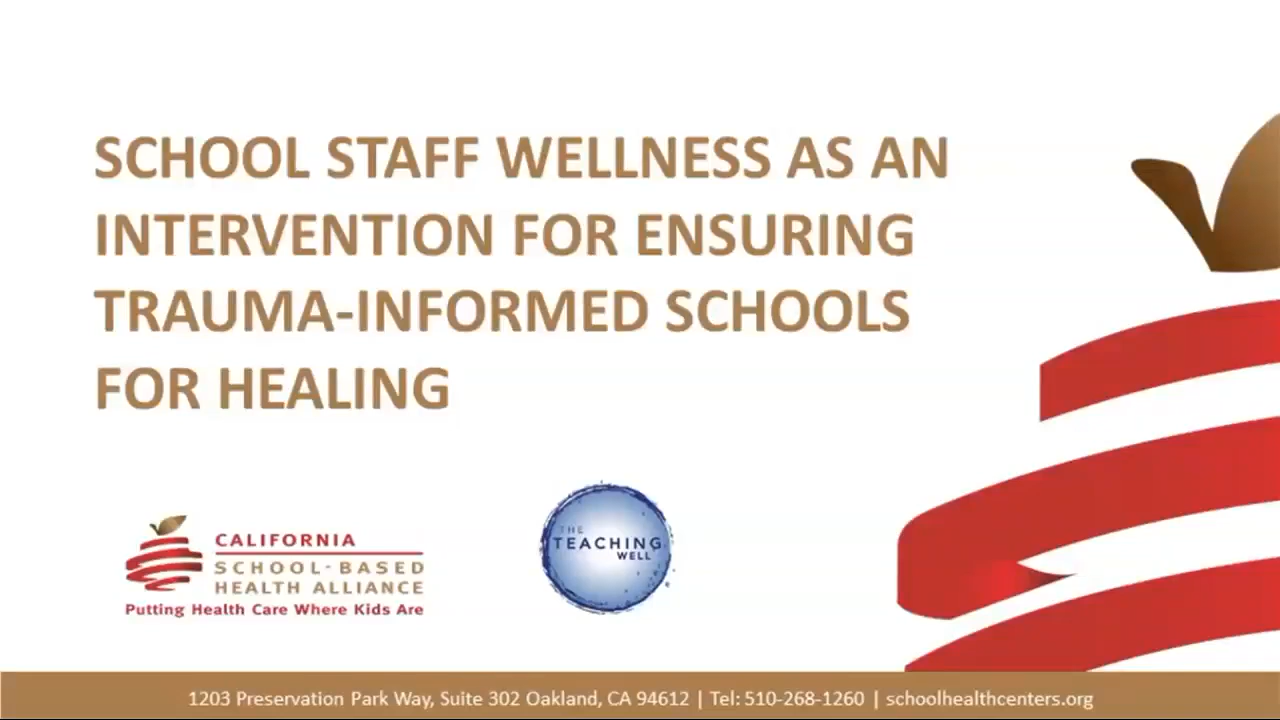 SCHOOL STAFF WELLNESS AS AN
INTERVENTION FOR ENSURING
TRAUMA-INFORMED SCHOOLS
FOR HEALING
CALIFORNIA
SCHOOL-BASED
HEALTH ALLIANCE
Putting Health Care Where Kids Are
THE
TEACHING
WELL
1203 Preservation Park Way, Suite 302 Oakland, CA 94612 | Tel: 510-268-1260 | schoolhealthcenters.org